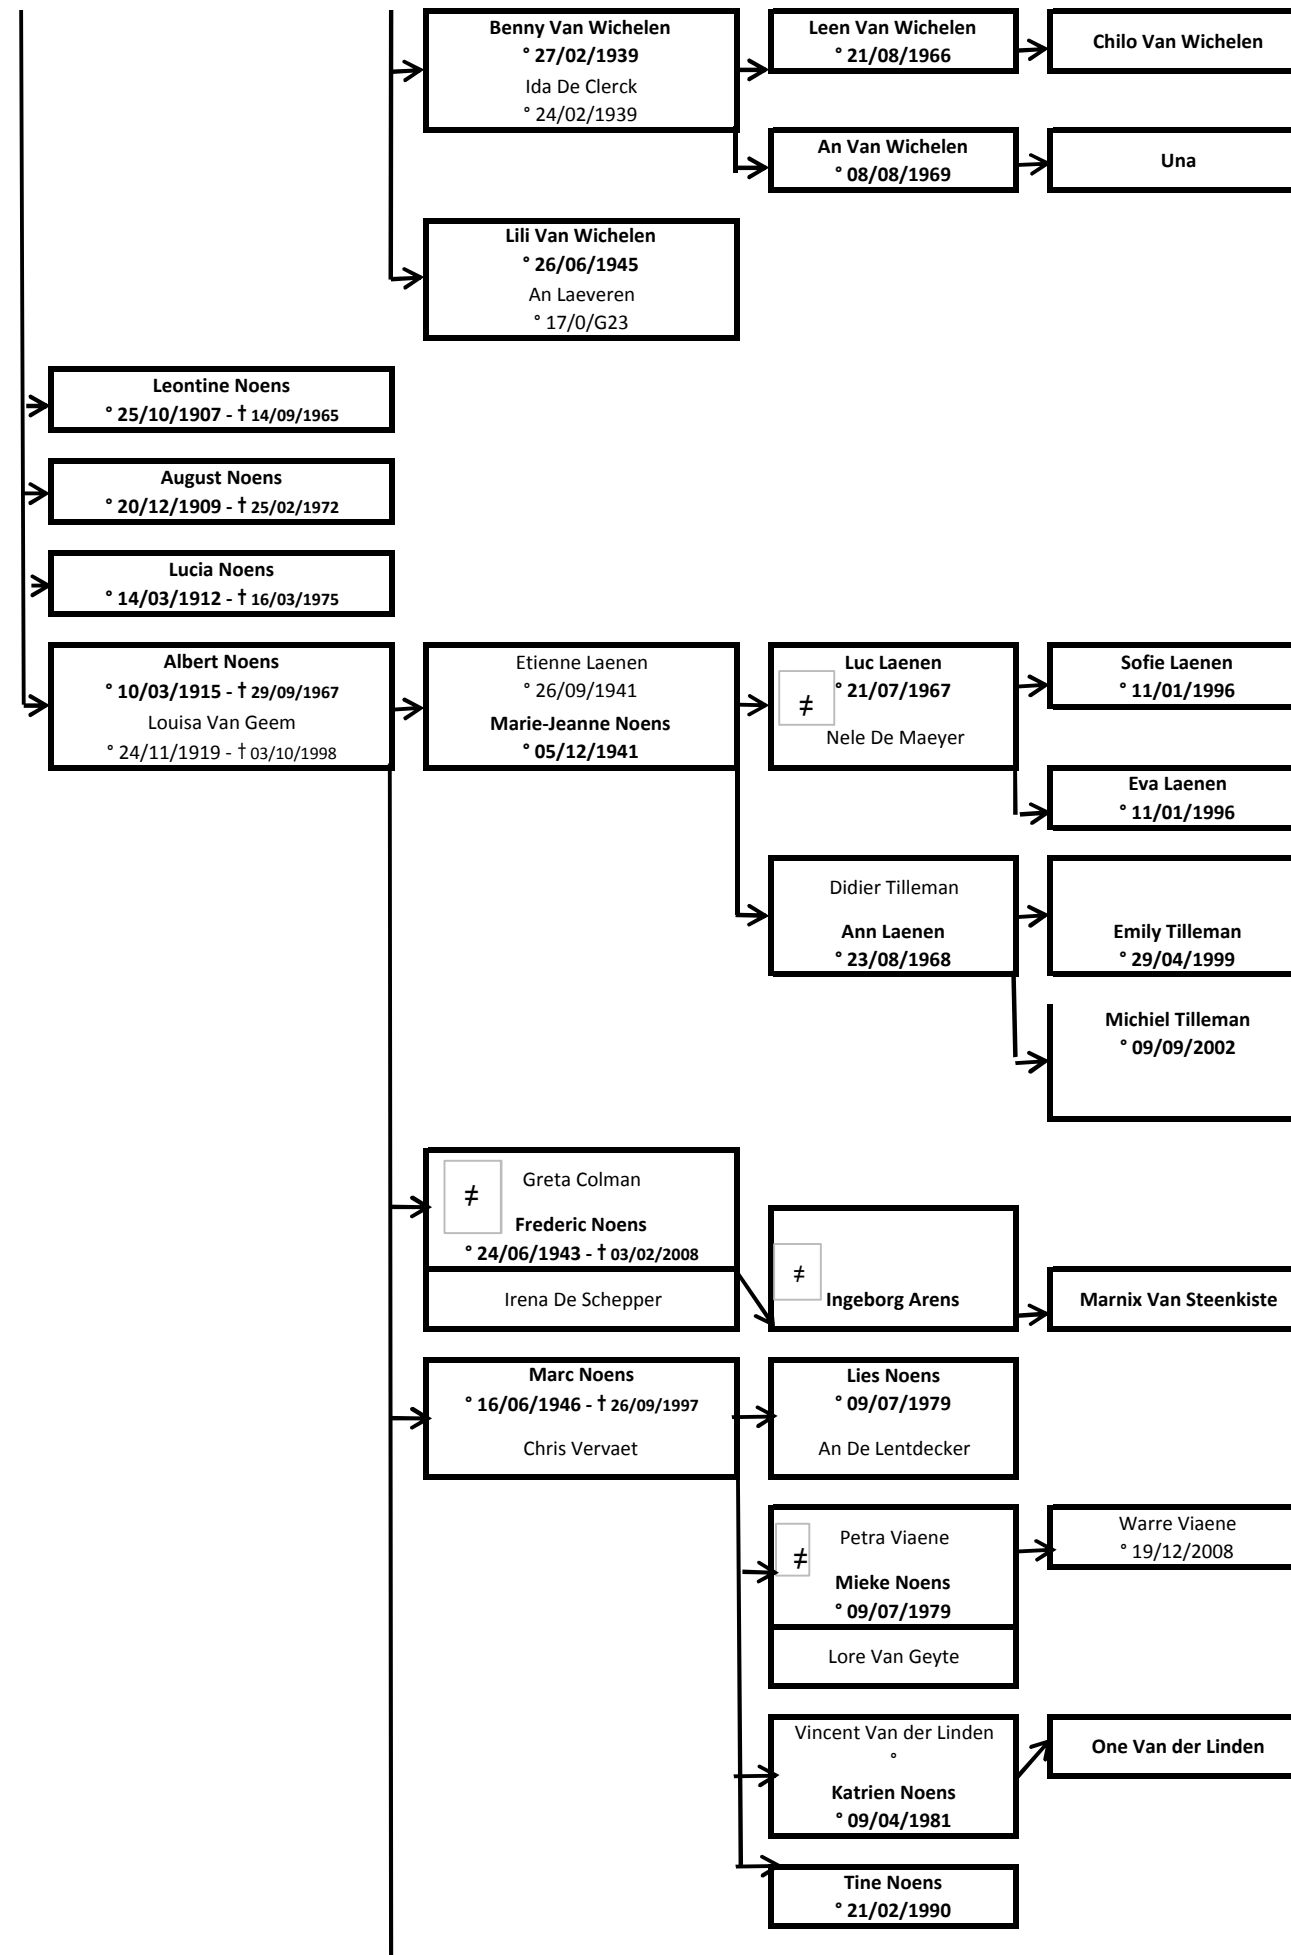 Benny Van Wichelen
° 27/02/1939
Ida De Clerck
° 24/02/1939
Leen Van Wichelen
° 21/08/1966
Chilo Van Wichelen
An Van Wichelen
° 08/08/1969
Una
Lili Van Wichelen
° 26/06/1945
An Laeveren
° 17/0/G23
Leontine Noens
° 25/10/1907 - † 14/09/1965
August Noens
° 20/12/1909 - † 25/02/1972
Lucia Noens
° 14/03/1912 - † 16/03/1975
Albert Noens
° 10/03/1915 - † 29/09/1967
Louisa Van Geem
° 24/11/1919 - † 03/10/1998
Etienne Laenen
° 26/09/1941
Marie-Jeanne Noens
° 05/12/1941
Luc Laenen
° 21/07/1967
≠
Nele De Maeyer
Sofie Laenen
° 11/01/1996
Eva Laenen
° 11/01/1996
Didier Tilleman
Ann Laenen
° 23/08/1968
Emily Tilleman
° 29/04/1999
Michiel Tilleman
° 09/09/2002
≠
Greta Colman
Frederic Noens
° 24/06/1943 - † 03/02/2008
Irena De Schepper
≠
Ingeborg Arens
Marnix Van Steenkiste
Marc Noens
° 16/06/1946 - † 26/09/1997
Chris Vervaet
Lies Noens
° 09/07/1979
An De Lentdecker
≠
Petra Viaene
Mieke Noens
° 09/07/1979
Lore Van Geyte
Warre Viaene
° 19/12/2008
Vincent Van der Linden
°
Katrien Noens
° 09/04/1981
One Van der Linden
Tine Noens
° 21/02/1990